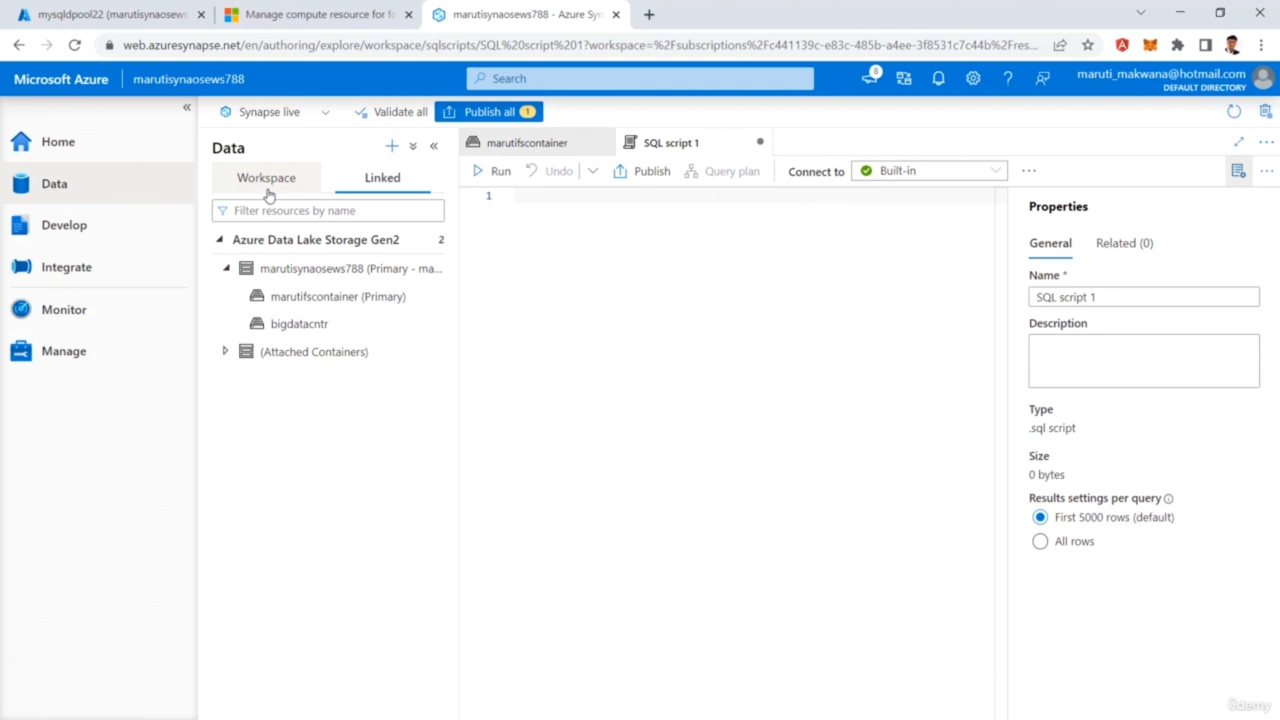 mysqldpool22 (marutisynaosews
Manage compute resource for fo
marutisynaosews788 - Azure Syn
web.azuresynapse.net/en/authoring/explore/workspace/sqlscripts/SQL%20script%201?workspace=%2Fsubscriptions%2Fc441139c-e83c-485b-a4ee-3f8531c7c44b%2Fres...
Microsoft Azure
marutisynaosews788
Search
8
maruti_makwana@hotmail.com
DEFAULT DIRECTORY
Synapse live
Validate all
Publish all
1
Home
Data
Develop
Integrate
Monitor
Manage
Data
Workspace
Linked
Filter resources by name
Azure Data Lake Storage Gen2
2
marutisynaosews788 (Primary - ma...
marutifscontainer (Primary)
bigdatacntr
(Attached Containers)
marutifscontainer
SQL script 1
Run
Undo
Publish
Query plan
Connect to
Built-in
1
Properties
General
Related (0)
Name *
SQL script 1
Description
Type
.sql script
Size
0 bytes
Results settings per query
First 5000 rows (default)
All rows
ûdemy